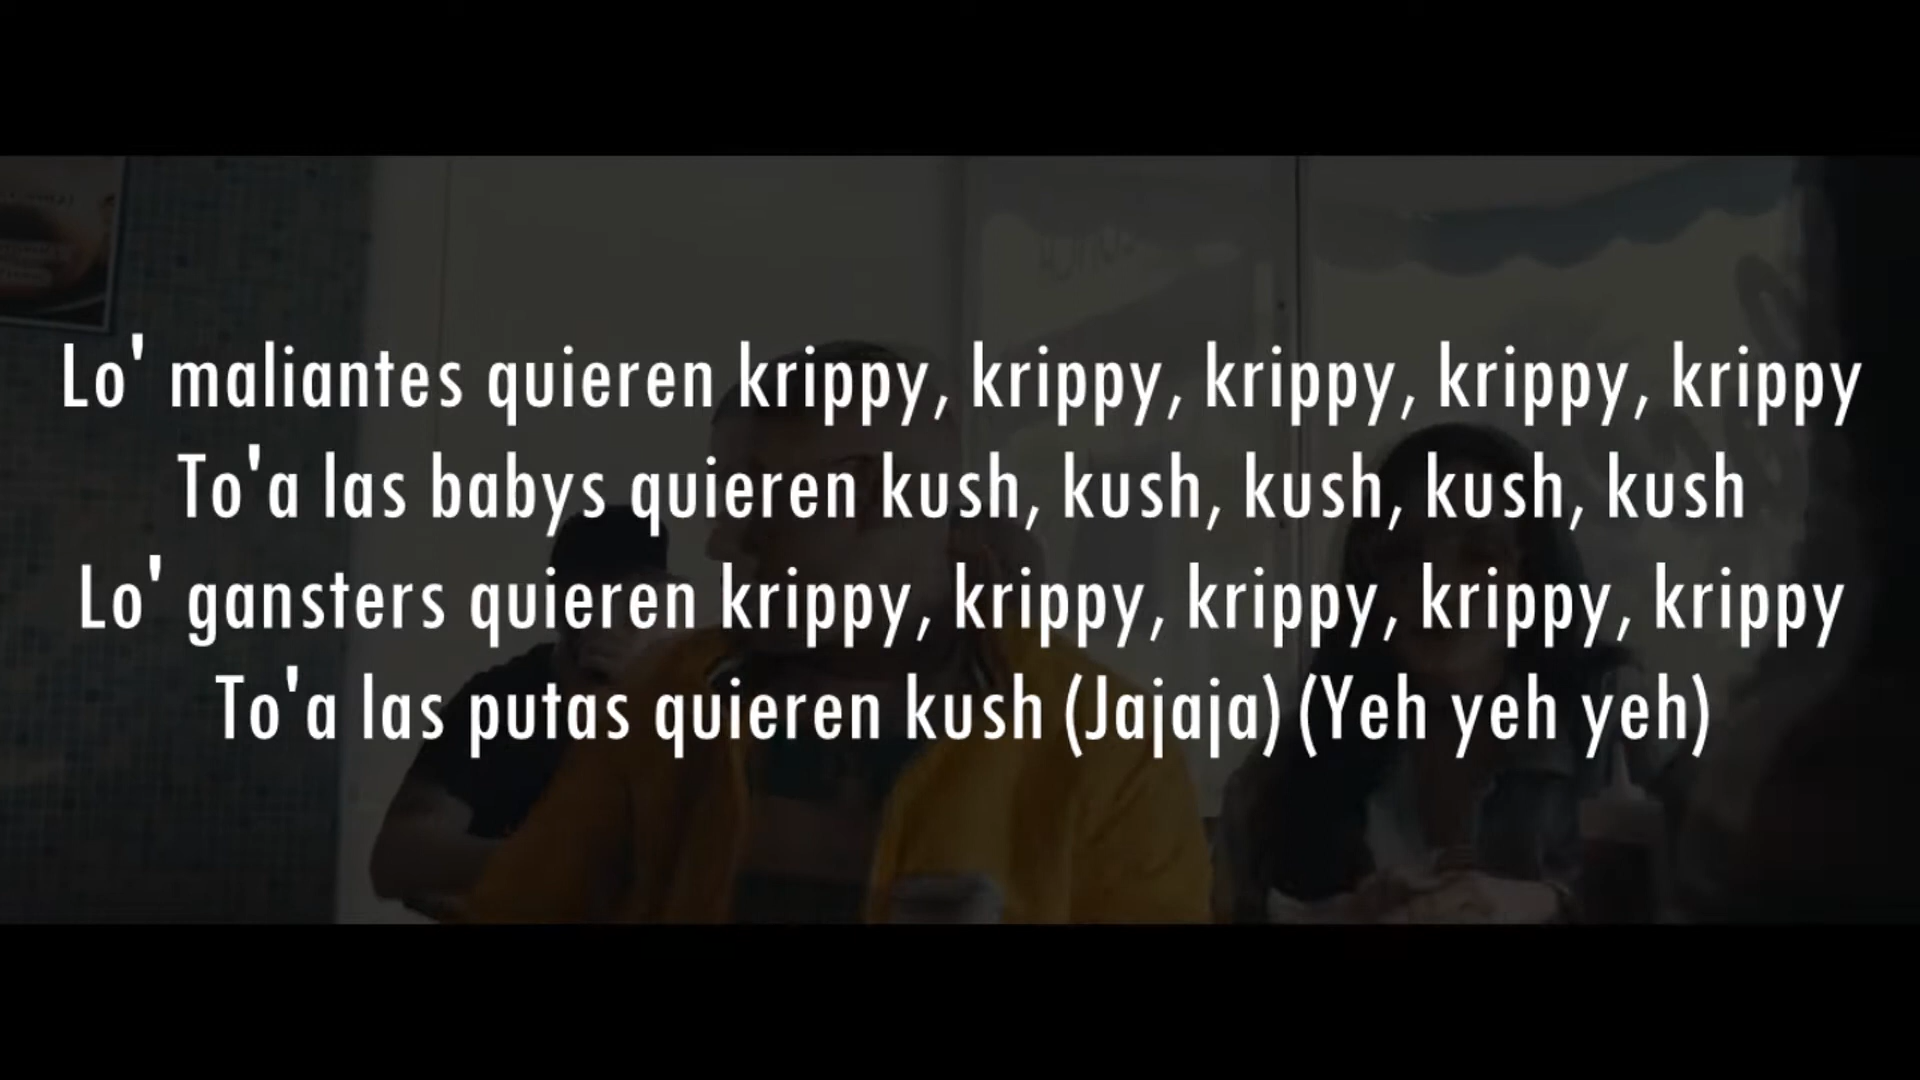 Lo' maliantes quieren krippy, krippy, krippy, krippy, krippy
To'a las babys quieren kush, kush, kush, kush, kush
Lo' gansters quieren krippy, krippy, krippy, krippy, krippy
To'a las putas quieren kush (Jajaja) (Yeh yeh yeh)